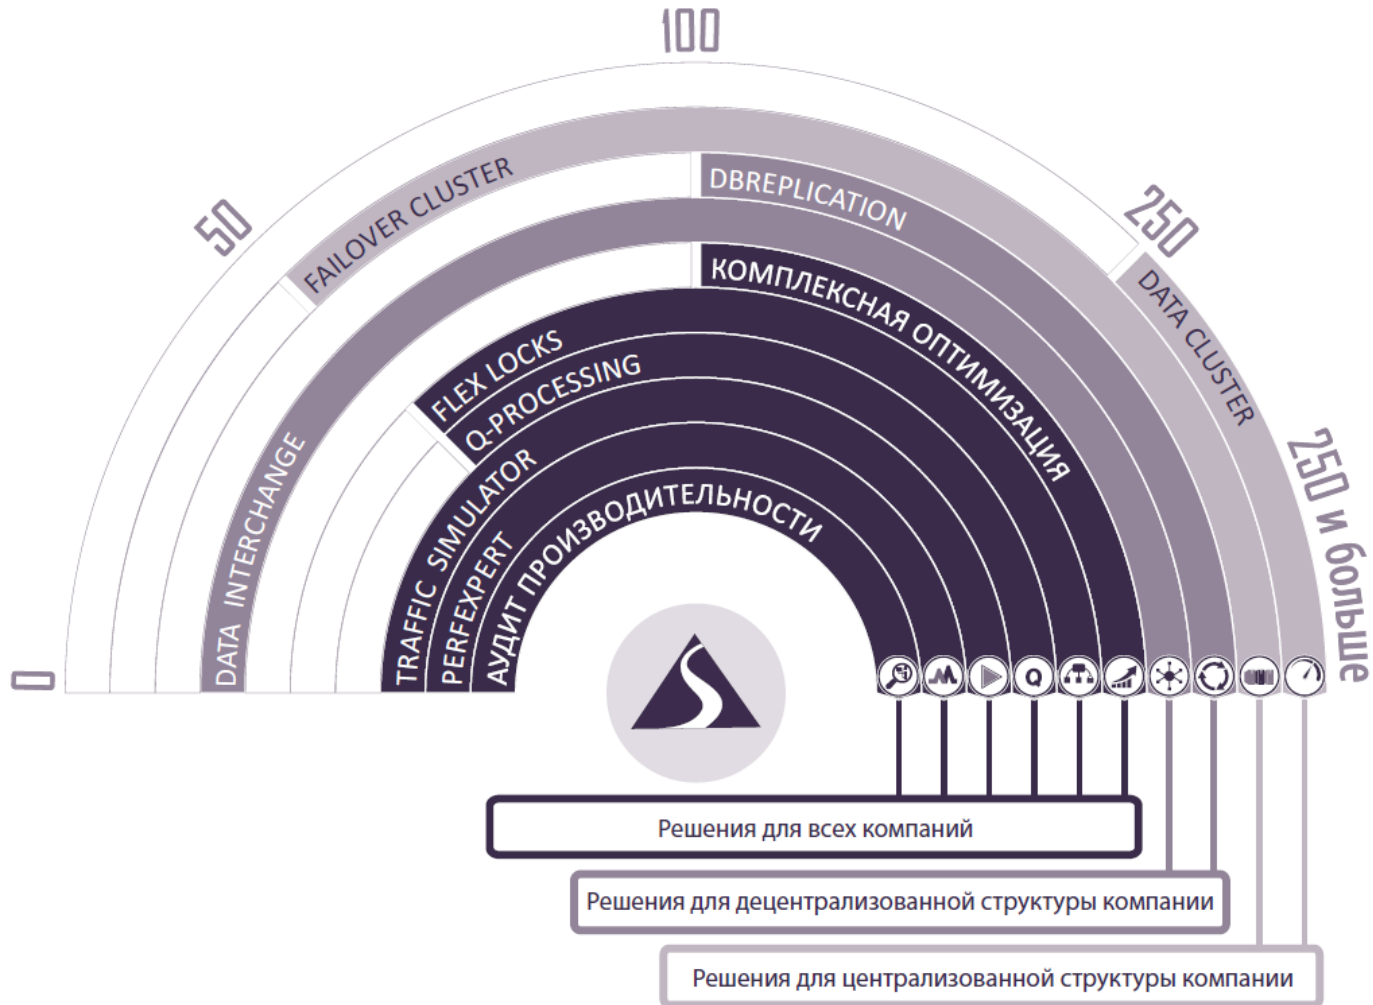 100
50
250
0
250 и больше
FAILOVER CLUSTER
DBREPLICATION
DATA CLUSTER
DATA INTERCHANGE
КОМПЛЕКСНАЯ ОПТИМИЗАЦИЯ
FLEX LOCKS
Q-PROCESSING
TRAFFIC SIMULATOR
PERFEXPERT
АУДИТ ПРОИЗВОДИТЕЛЬНОСТИ
Q
Решения для всех компаний
Решения для децентрализованной структуры компании
Решения для централизованной структуры компании